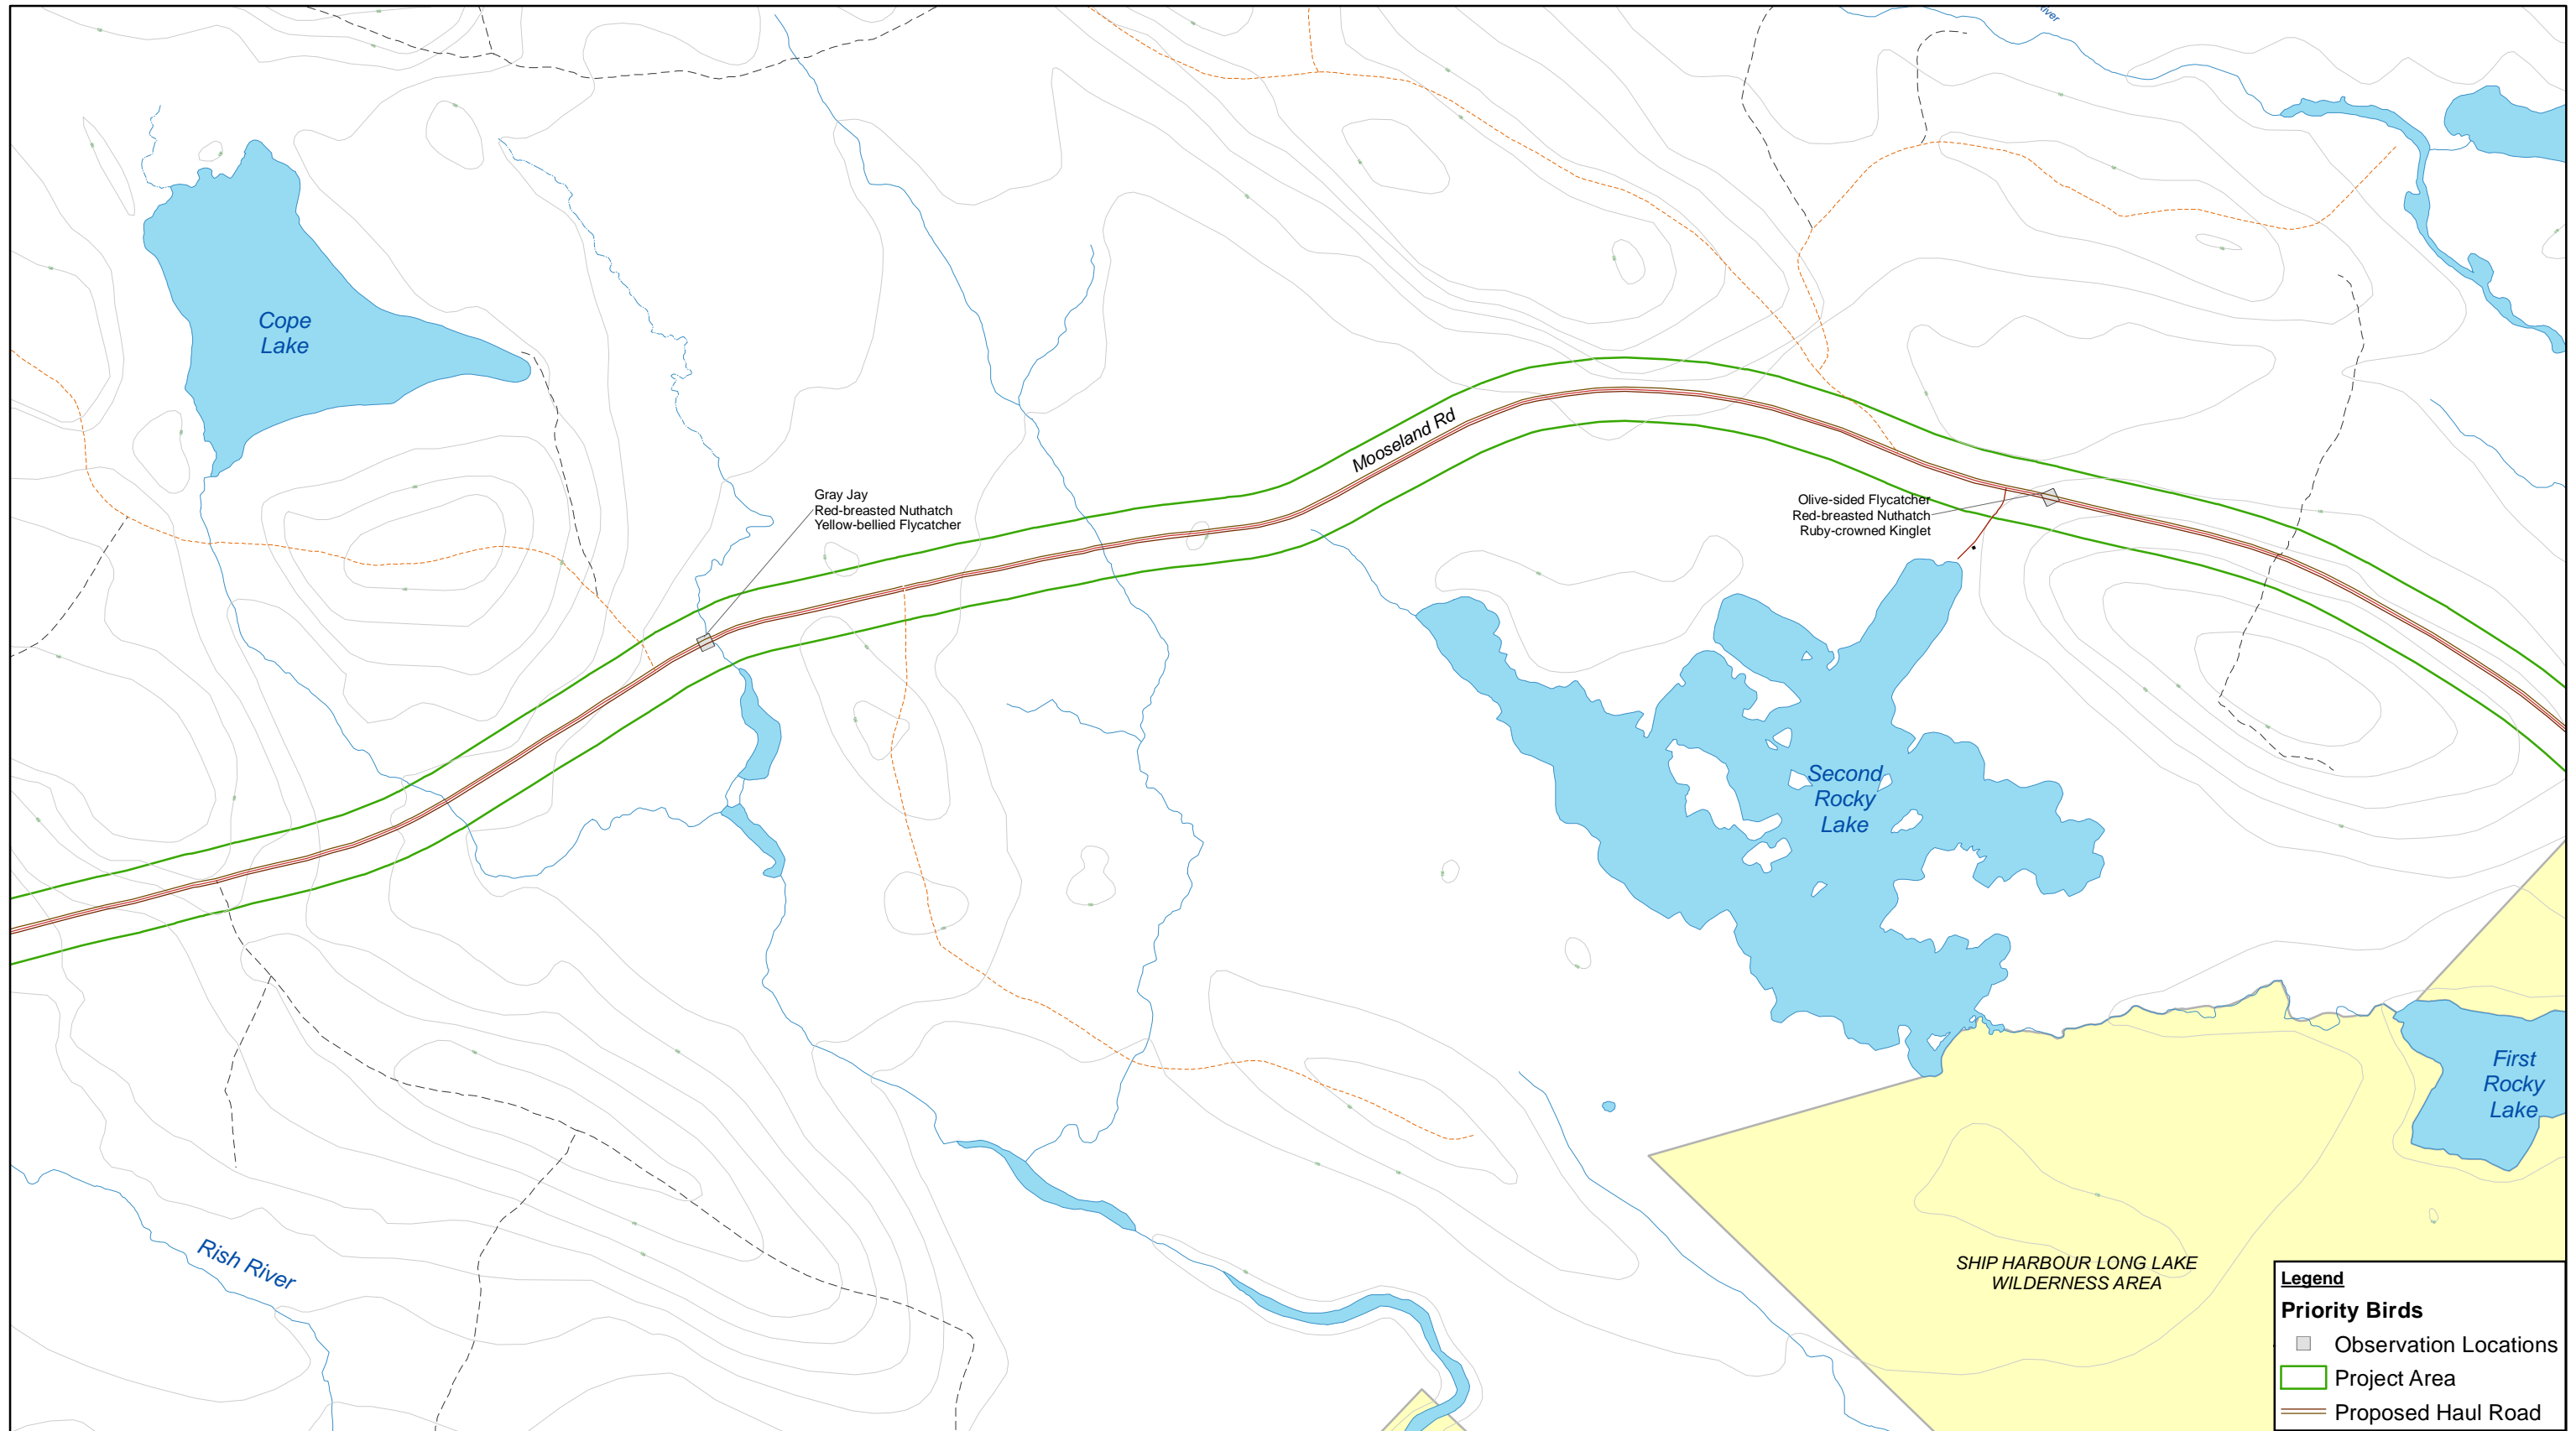 River
Cope
Lake
Mooseland Rd
Gray Jay
Red-breasted Nuthatch
Yellow-bellied Flycatcher
Olive-sided Flycatcher
Red-breasted Nuthatch
Ruby-crowned Kinglet
Second
Rocky
Lake
First
Rocky
Lake
Rish River
SHIP HARBOUR LONG LAKE
WILDERNESS AREA
Legend
Priority Birds
Observation Locations
Project Area
Proposed Haul Road